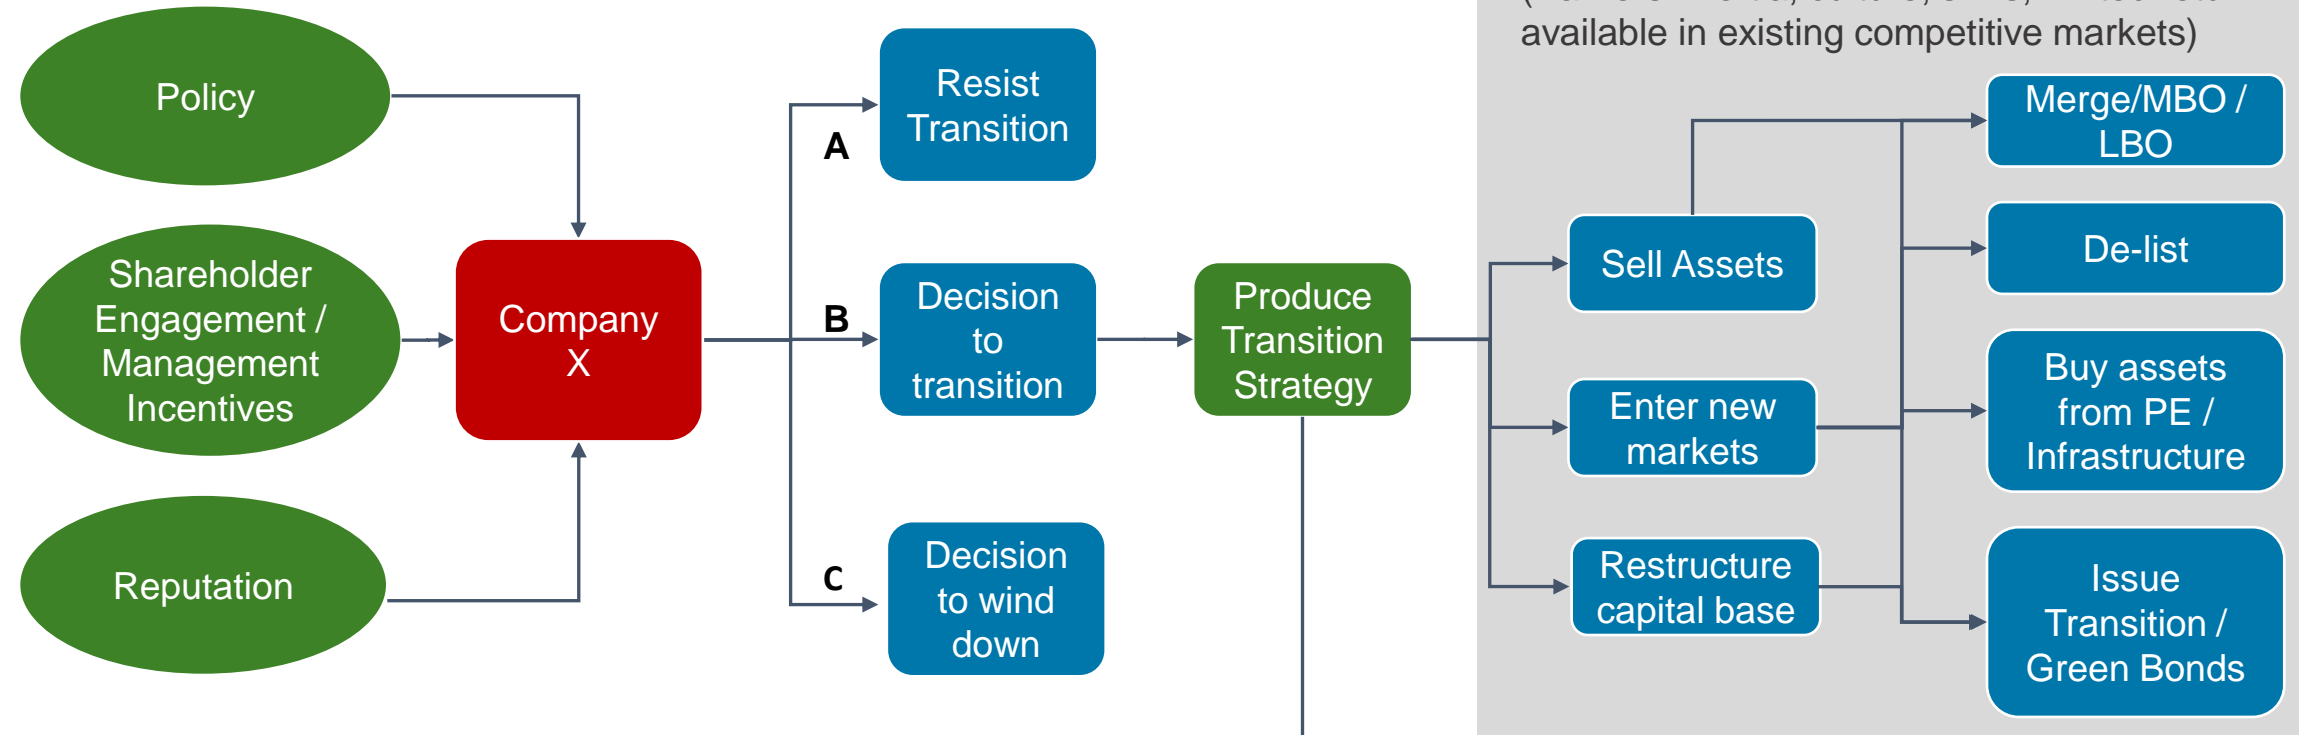 available in existing competitive markets)
Policy
Resist
Transition
Merge/MBO /
LBO
A
Sell Assets
De-list
Shareholder
Engagement /
Management
Incentives
Company
X
B
Decision
to
transition
Produce
Transition
Strategy
Enter new
markets
Buy assets
from PE /
Infrastructure
Reputation
C
Decision
to wind
down
Restructure
capital base
Issue
Transition /
Green Bonds